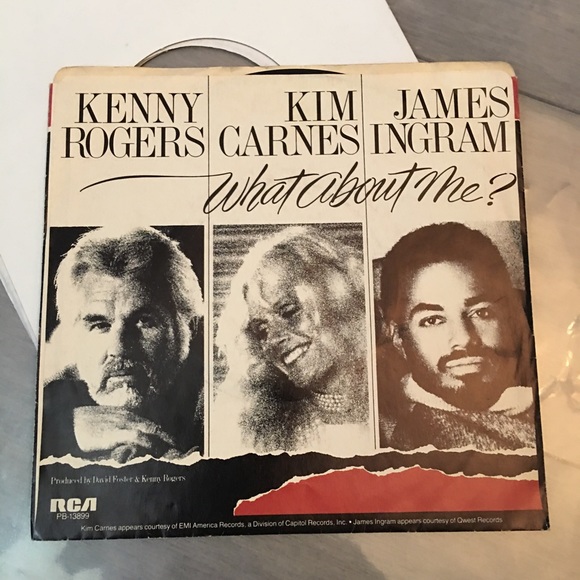 KENNY ROGERS
KIM CARNES
JAMES INGRAM
What About Me?
Produced by David Foster & Kenny Rogers
RCA
PB-13899
Kim Carnes appears courtesy of EMI America Records, a Division of Capitol Records, Inc. • James Ingram appears courtesy of Qwest Records